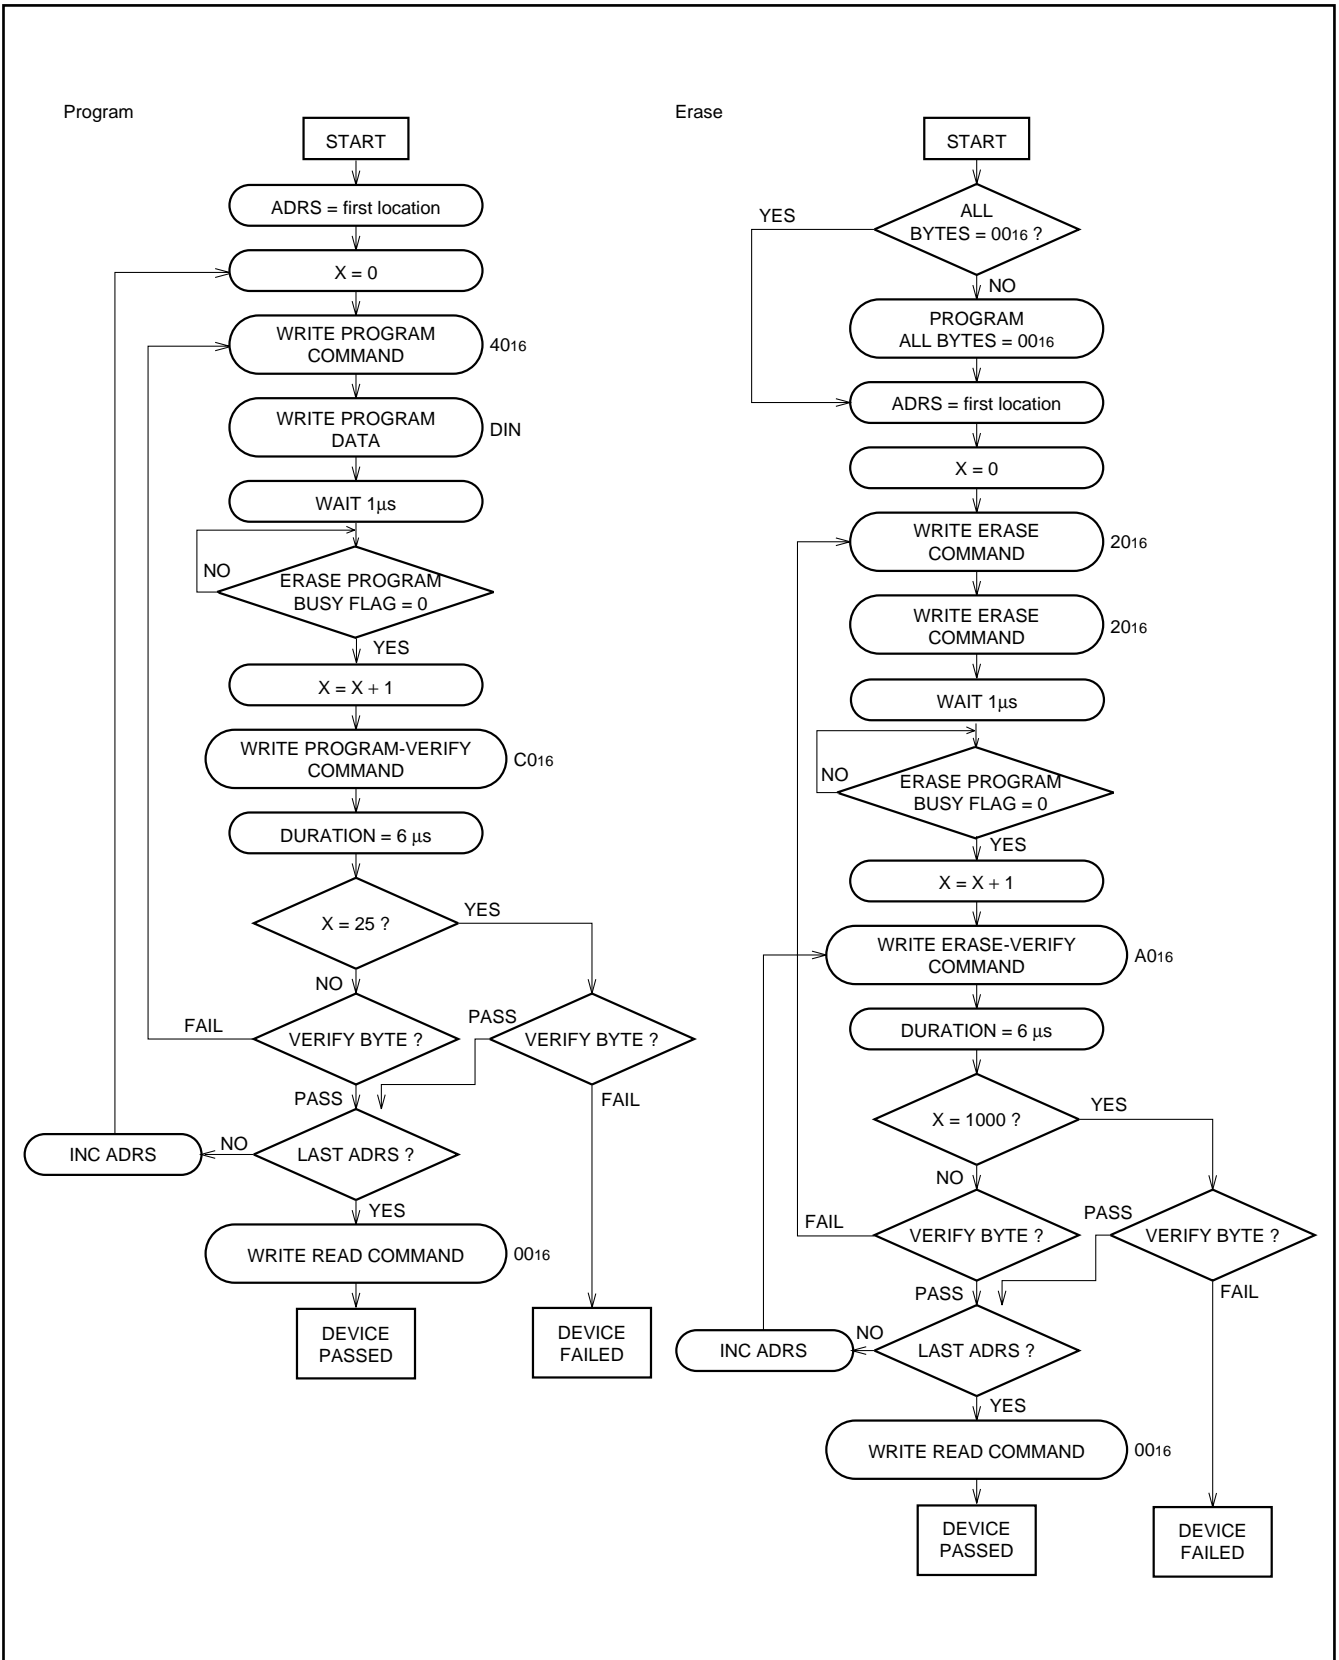 Program
START
ADRS = first location
X = 0
WRITE PROGRAM
COMMAND
4016
WRITE PROGRAM
DATA
DIN
WAIT 1μs
NO
ERASE PROGRAM
BUSY FLAG = 0
YES
X = X + 1
WRITE PROGRAM-VERIFY
COMMAND
C016
DURATION = 6 μs
X = 25 ?
YES
NO
FAIL
VERIFY BYTE ?
PASS
VERIFY BYTE ?
PASS
FAIL
INC ADRS
NO
LAST ADRS ?
YES
WRITE READ COMMAND
0016
DEVICE
PASSED
DEVICE
FAILED
Erase
START
YES
ALL
BYTES = 0016 ?
NO
PROGRAM
ALL BYTES = 0016
ADRS = first location
X = 0
WRITE ERASE
COMMAND
2016
WRITE ERASE
COMMAND
2016
WAIT 1μs
NO
ERASE PROGRAM
BUSY FLAG = 0
YES
X = X + 1
WRITE ERASE-VERIFY
COMMAND
A016
DURATION = 6 μs
X = 1000 ?
YES
NO
FAIL
VERIFY BYTE ?
PASS
VERIFY BYTE ?
PASS
FAIL
INC ADRS
NO
LAST ADRS ?
YES
WRITE READ COMMAND
0016
DEVICE
PASSED
DEVICE
FAILED